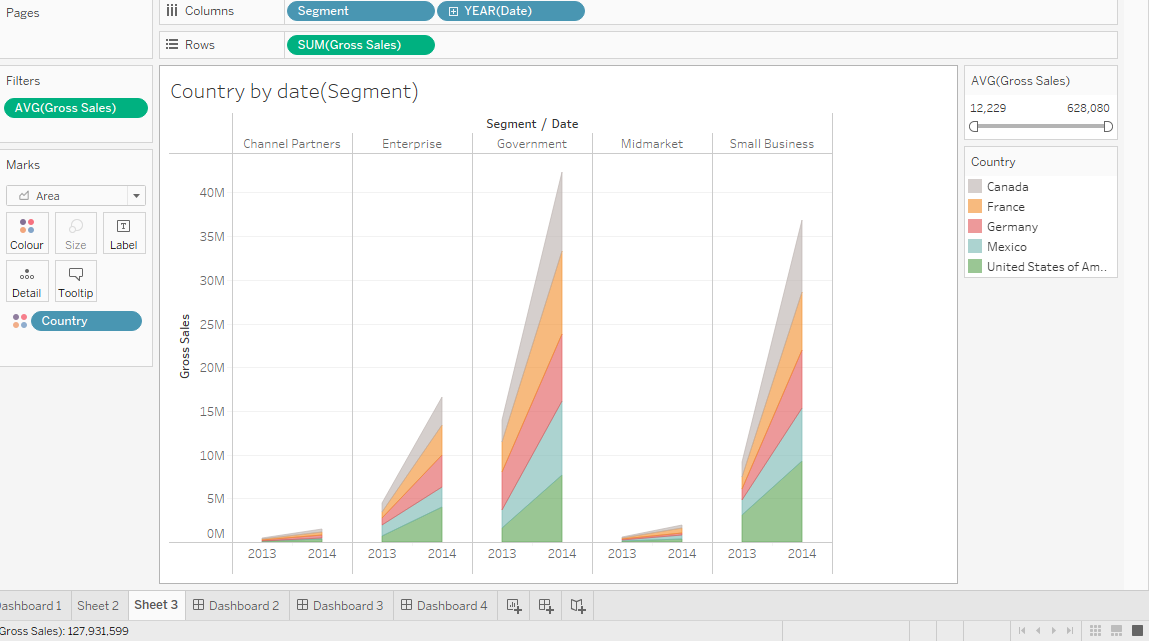 Pages
Columns
Segment
YEAR(Date)
Rows
SUM(Gross Sales)
Filters
AVG(Gross Sales)
Marks
Area
Colour
Size
Label
Detail
Tooltip
Country
Country by date(Segment)
Segment / Date
Channel Partners
Enterprise
Government
Midmarket
Small Business
Gross Sales
40M
35M
30M
25M
20M
15M
10M
5M
0M
2013 2014 2013 2014 2013 2014 2013 2014 2013 2014
AVG(Gross Sales)
12,229 628,080
Country
Canada
France
Germany
Mexico
United States of Am..
ashboard 1 Sheet 2 Sheet 3 Dashboard 2 Dashboard 3 Dashboard 4
Gross Sales): 127,931,599